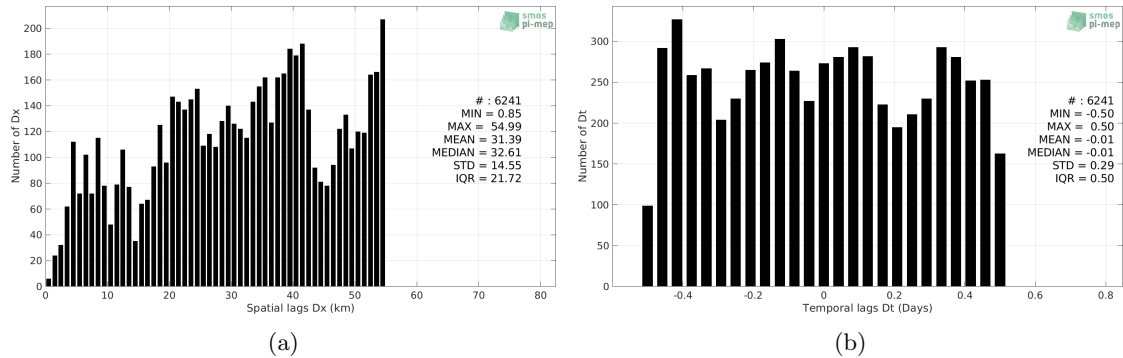 smos
pi-mep
200
180
160
140
120
100
80
60
40
20
0
Number of Dx
# : 6241
MIN = 0.85
MAX = 54.99
MEAN = 31.39
MEDIAN = 32.61
STD = 14.55
IQR = 21.72
0 10 20 30 40 50 60 70 80
Spatial lags Dx (km)
(a)
smos
pi-mep
300
250
200
150
100
50
0
Number of Dt
# : 6241
MIN = -0.50
MAX = 0.50
MEAN = -0.01
MEDIAN = -0.01
STD = 0.29
IQR = 0.50
-0.4 -0.2 0 0.2 0.4 0.6 0.8
Temporal lags Dt (Days)
(b)